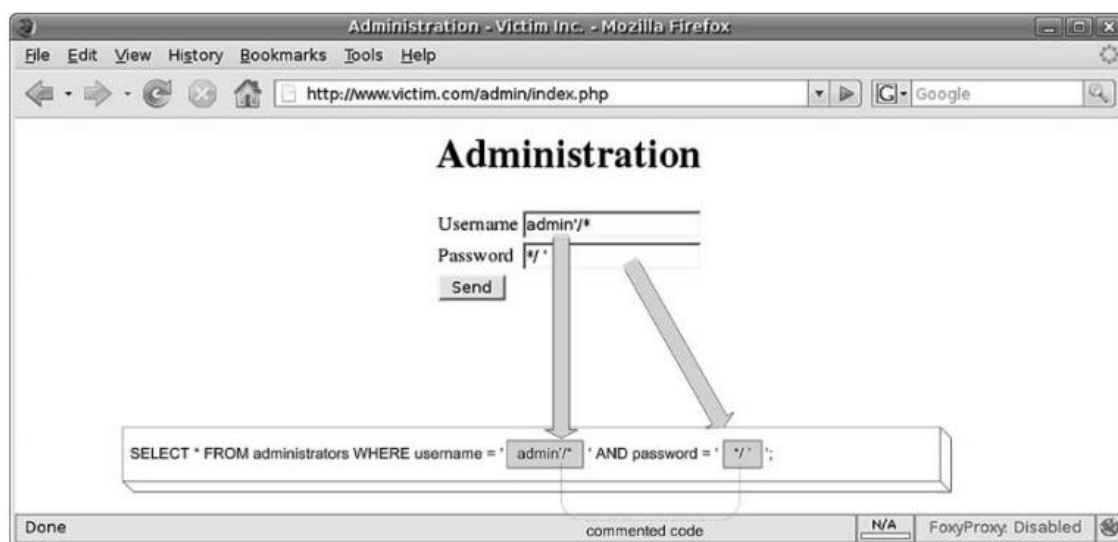 Administration - Victim Inc. - Mozilla Firefox
File Edit View History Bookmarks Tools Help
http://www.victim.com/admin/index.php G Google
Administration
Username admin'/*
Password */ '
Send
SELECT * FROM administrators WHERE username = ' admin'/* ' AND password = ' */ ' ';
commented code
Done N/A FoxyProxy: Disabled